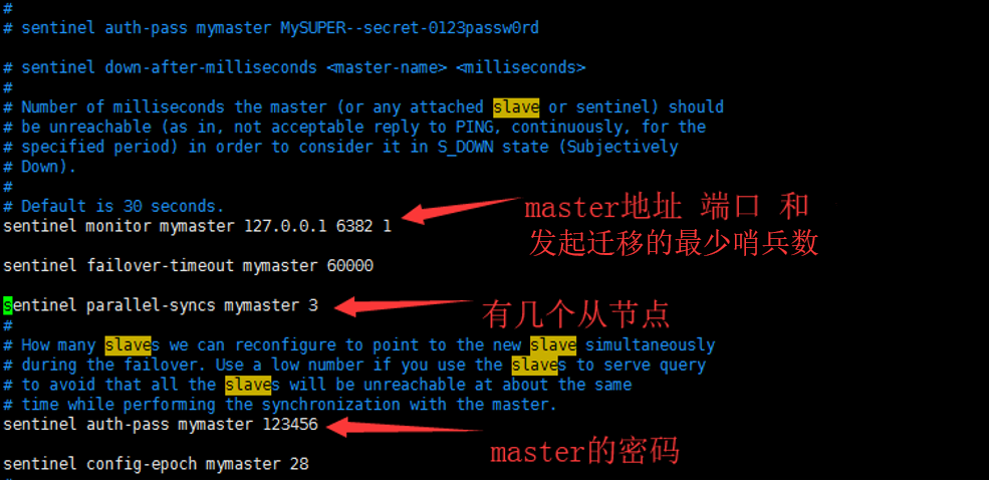 #
# sentinel auth-pass mymaster MySUPER--secret-0123passw0rd
# sentinel down-after-milliseconds <master-name> <milliseconds>
#
# Number of milliseconds the master (or any attached slave or sentinel) should
# be unreachable (as in, not acceptable reply to PING, continuously, for the
# specified period) in order to consider it in S_DOWN state (Subjectively
# Down).
#
# Default is 30 seconds.
sentinel monitor mymaster 127.0.0.1 6382 1
master地址 端口 和
发起迁移的最少哨兵数
sentinel failover-timeout mymaster 60000
sentinel parallel-syncs mymaster 3
有几个从节点
#
# How many slaves we can reconfigure to point to the new slave simultaneously
# during the failover. Use a low number if you use the slaves to serve query
# to avoid that all the slaves will be unreachable at about the same
# time while performing the synchronization with the master.
sentinel auth-pass mymaster 123456
master的密码
sentinel config-epoch mymaster 28
#